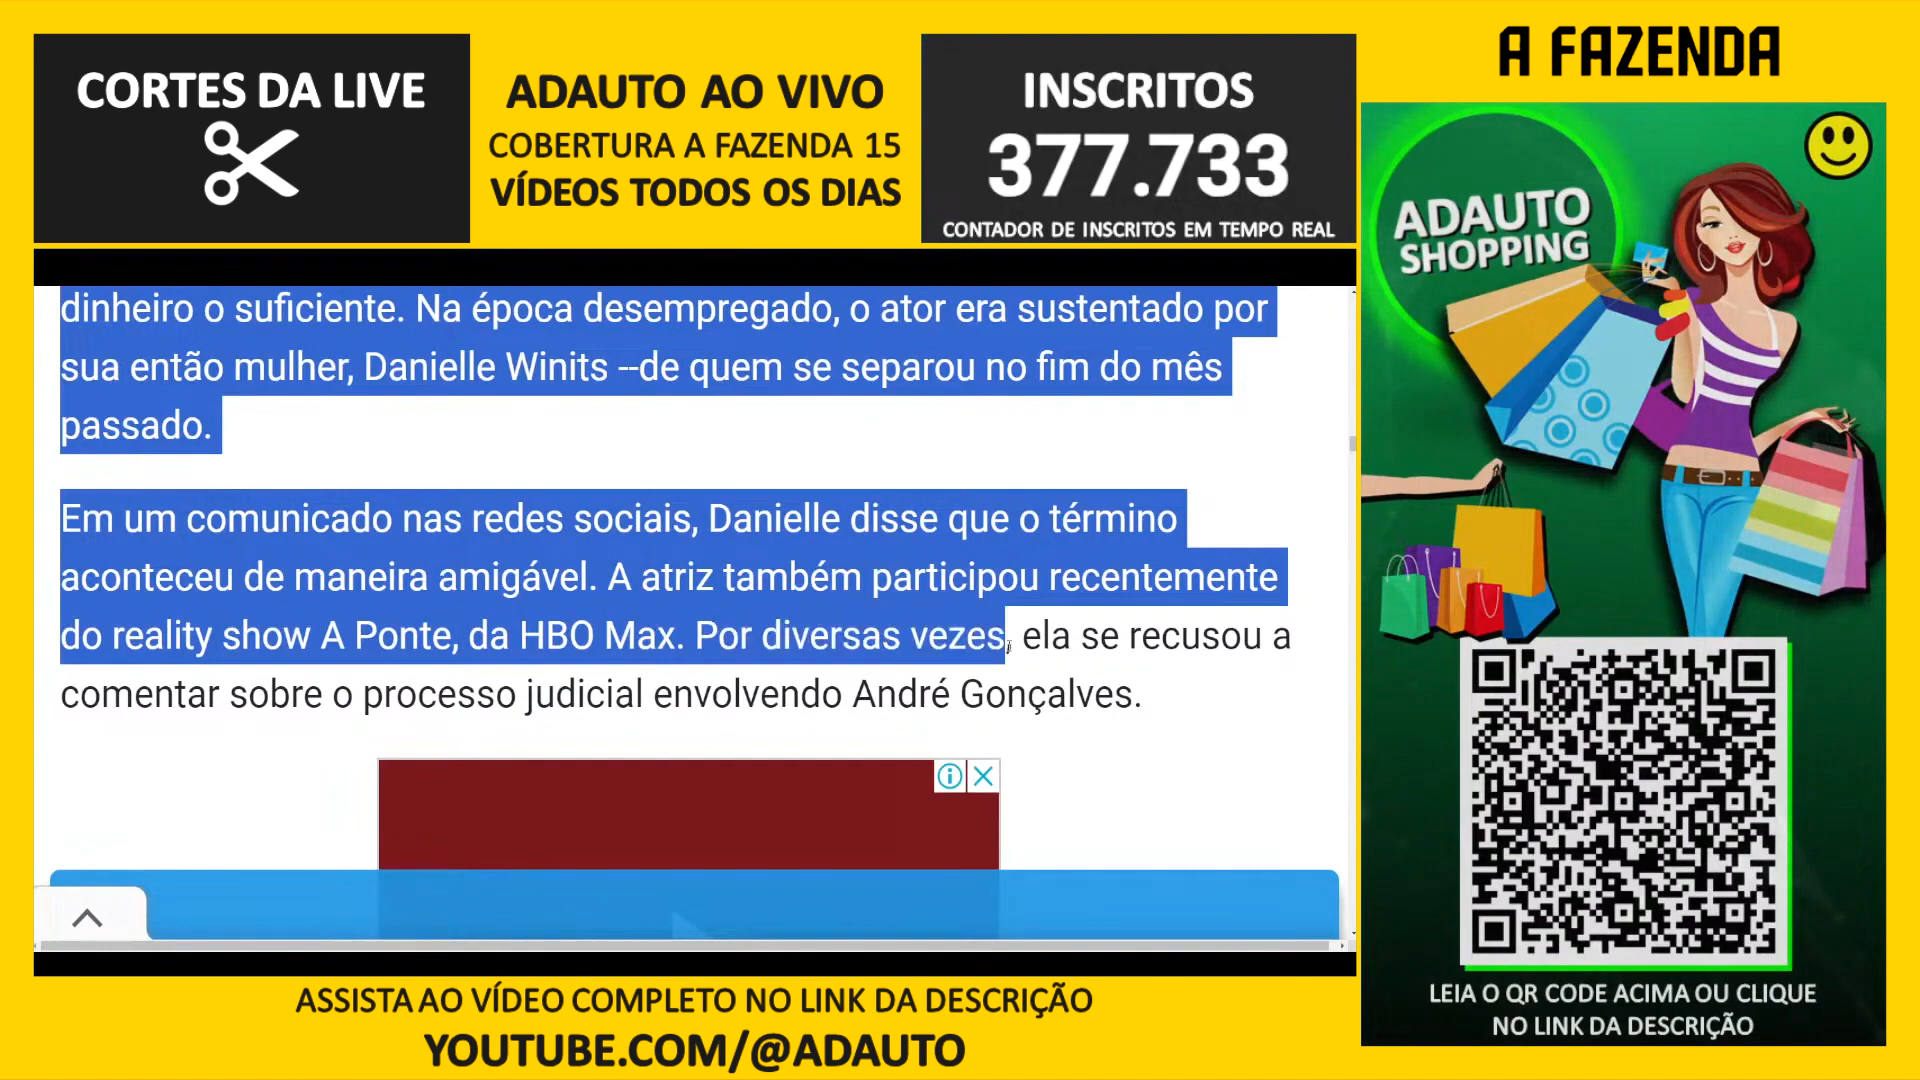 CORTES DA LIVE
ADAUTO AO VIVO
COBERTURA A FAZENDA 15
VÍDEOS TODOS OS DIAS
INSCRITOS
377.733
CONTADOR DE INSCRITOS EM TEMPO REAL
A FAZENDA
ADAUTO
SHOPPING
dinheiro o suficiente. Na época desempregado, o ator era sustentado por
sua então mulher, Danielle Winits --de quem se separou no fim do mês
passado.
Em um comunicado nas redes sociais, Danielle disse que o término
aconteceu de maneira amigável. A atriz também participou recentemente
do reality show A Ponte, da HBO Max. Por diversas vezes, ela se recusou a
comentar sobre o processo judicial envolvendo André Gonçalves.
LEIA O QR CODE ACIMA OU CLIQUE
NO LINK DA DESCRIÇÃO
ASSISTA AO VÍDEO COMPLETO NO LINK DA DESCRIÇÃO
YOUTUBE.COM/@ADAUTO